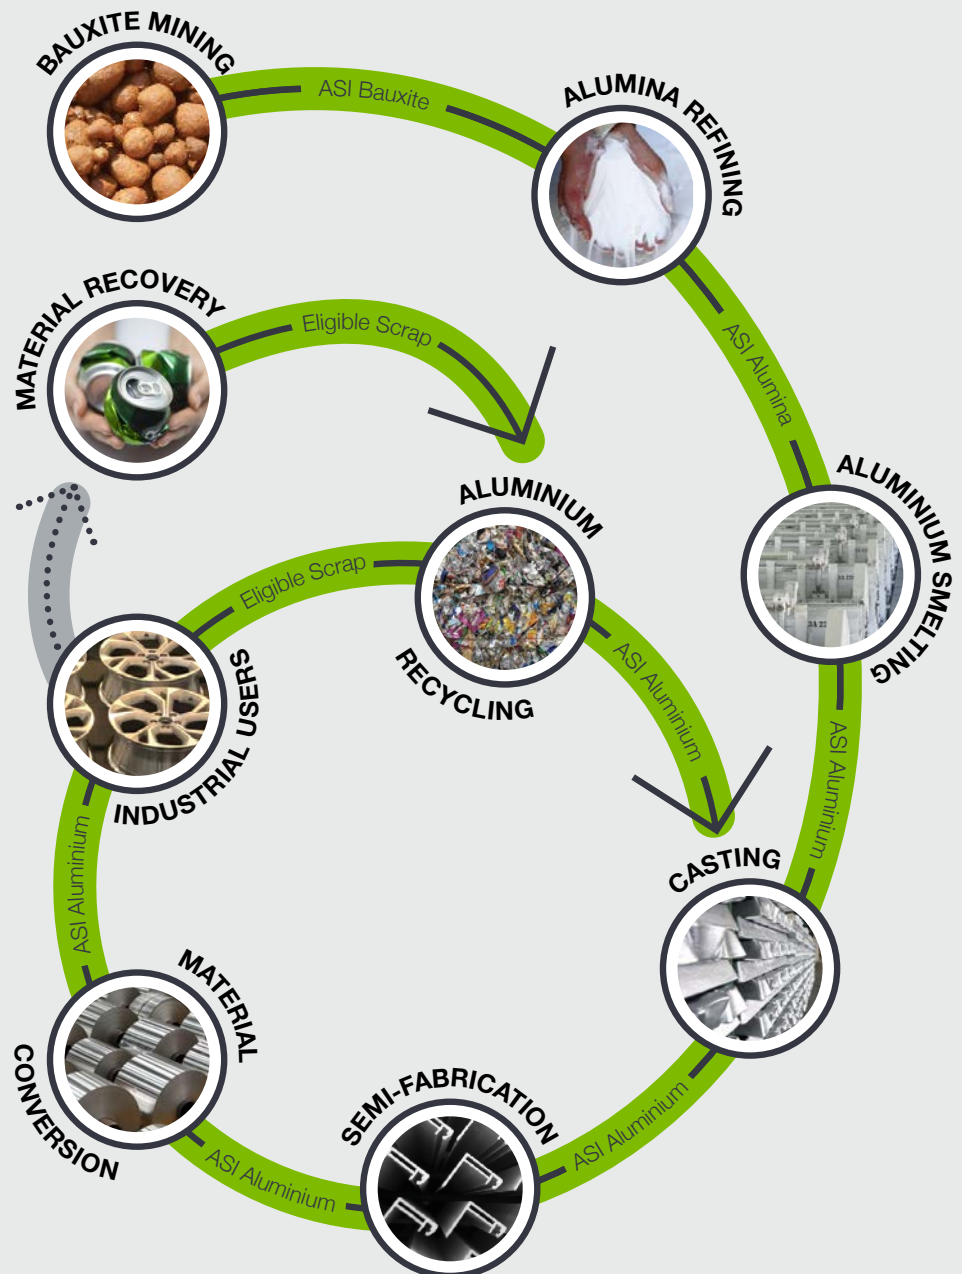 BAUXITE MINING
ASI Bauxite
ALUMINA REFINING
ASI Alumina
ALUMINIUM SMELTING
ASI Aluminium
CASTING
ASI Aluminium
SEMI-FABRICATION
ASI Aluminium
MATERIAL
CONVERSION
ASI Aluminium
INDUSTRIAL USERS
Eligible Scrap
ALUMINIUM
RECYCLING
ASI Aluminium
MATERIAL RECOVERY
Eligible Scrap